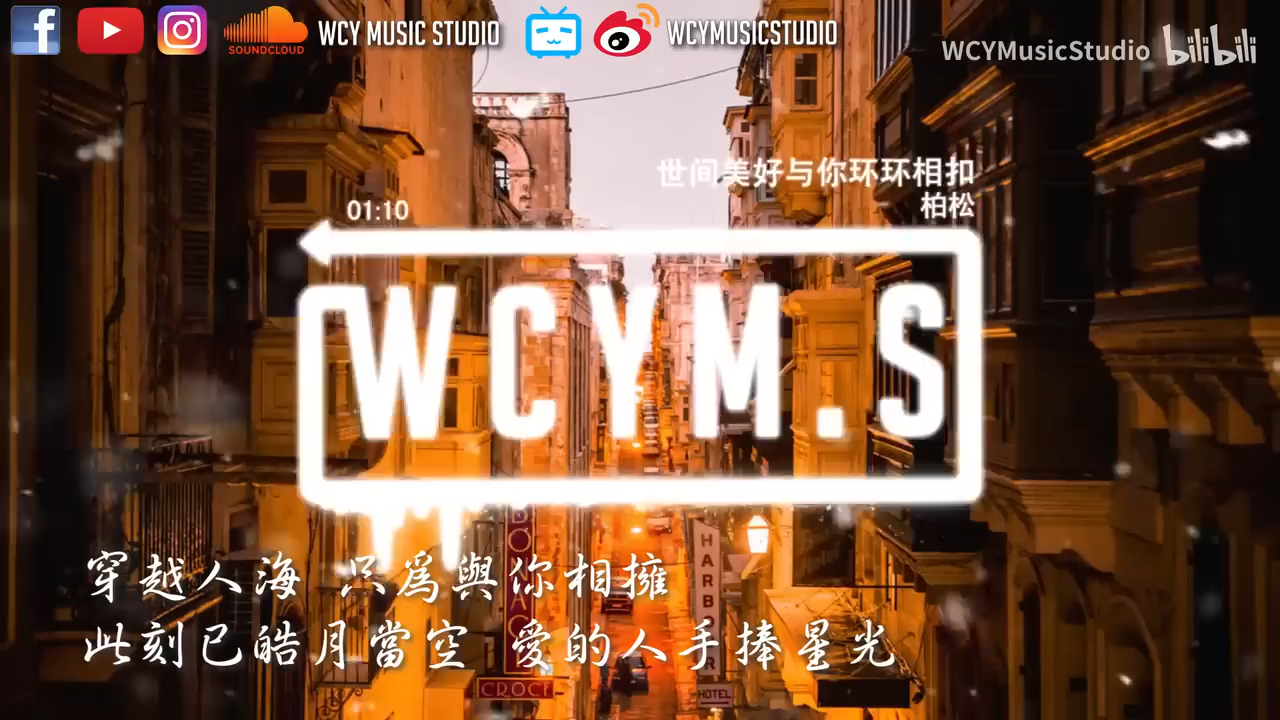 SOUNDCLOUD
WCY MUSIC STUDIO
WCYMUSICSTUDIO
WCYMusicStudio bilibili
世间美好与你环环相扣
柏松
01:10
WCYM.S
BONACI
HARBOR
HOTEL
CROCE
穿越人海 只為與你相擁
此刻已皓月當空 愛的人手捧星光